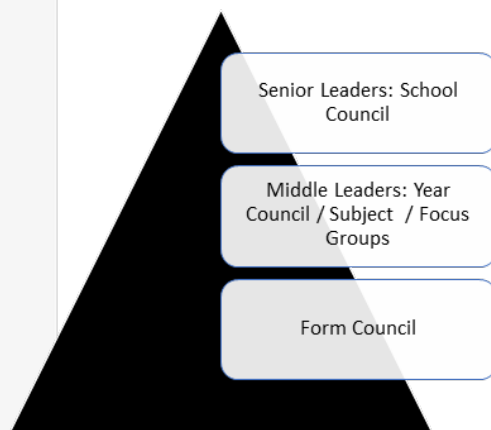 Senior Leaders: School
Council
Middle Leaders: Year
Council / Subject  / Focus
Groups
Form Council